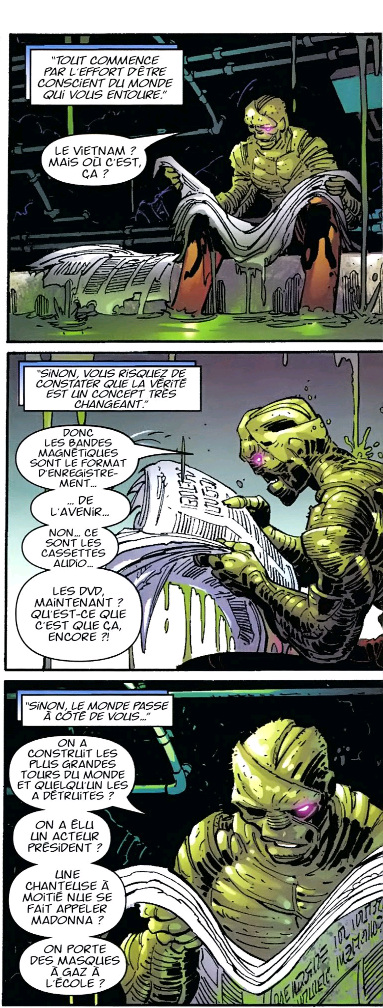 "TOUT COMMENCE
PAR L'EFFORT D'ÊTRE
CONSCIENT DU MONDE
QUI VOUS ENTOURE."
LE VIETNAM ?
MAIS OÙ C'EST,
ÇA ?
"SINON, VOUS RISQUEZ DE
CONSTATER QUE LA VÉRITÉ
EST UN CONCEPT TRÈS
CHANGEANT."
DONC
LES BANDES
MAGNÉTIQUES
SONT LE FORMAT
D'ENREGISTRE-
MENT...
... DE
L'AVENIR...
NON... CE
SONT LES
CASSETTES
AUDIO...
LES DVD,
MAINTENANT ?
QU'EST-CE QUE
C'EST QUE ÇA,
ENCORE ?!
"SINON, LE MONDE PASSE
À CÔTÉ DE VOUS..."
ON A
CONSTRUIT LES
PLUS GRANDES
TOURS DU MONDE
ET QUELQU'UN LES
A DÉTRUITES ?
ON A ÉLU
UN ACTEUR
PRÉSIDENT ?
UNE
CHANTEUSE À
MOITIÉ NUE SE
FAIT APPELER
MADONNA ?
ON PORTE
DES MASQUES
À GAZ À
L'ÉCOLE ?